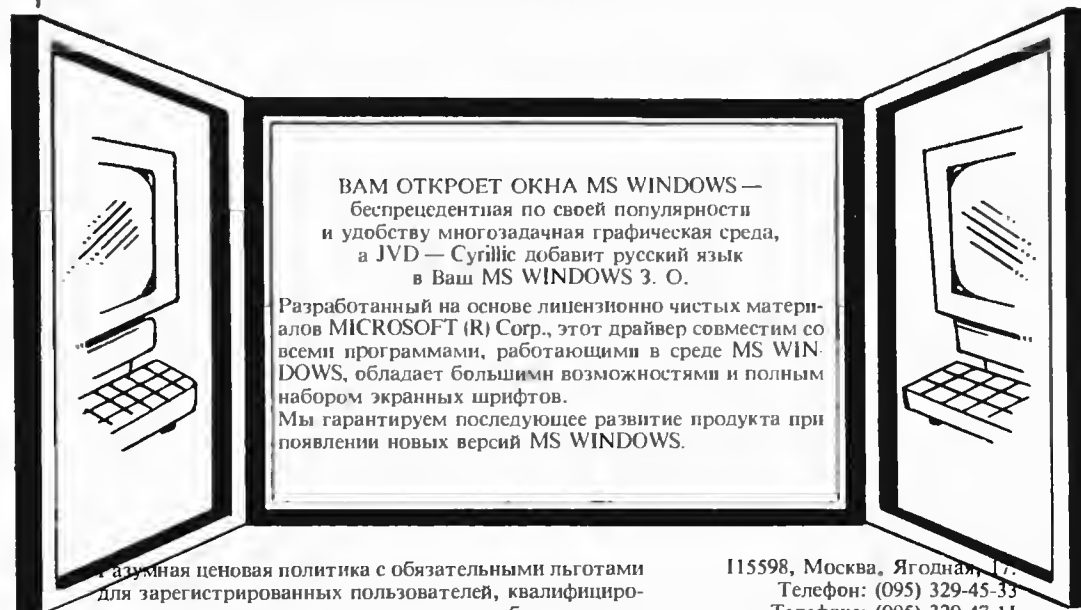 ВАМ ОТКРОЕТ ОКНА MS WINDOWS —
беспрецедентная по своей популярности
и удобству многозадачная графическая среда,
а JVD — Cyrillic добавит русский язык
в Ваш MS WINDOWS 3. О.
Разработанный на основе лицензионно чистых матери-
алов MICROSOFT (R) Corp., этот драйвер совместим со
всеми программами, работающими в среде MS WIN-
DOWS, обладает большими возможностями и полным
набором экранных шрифтов.
Мы гарантируем последующее развитие продукта при
появлении новых версий MS WINDOWS.
Разумная ценовая политика с обязательными льготами
для зарегистрированных пользователей, квалифициро-
115598, Москва, Ягодная, 17.
Телефон: (095) 329-45-33